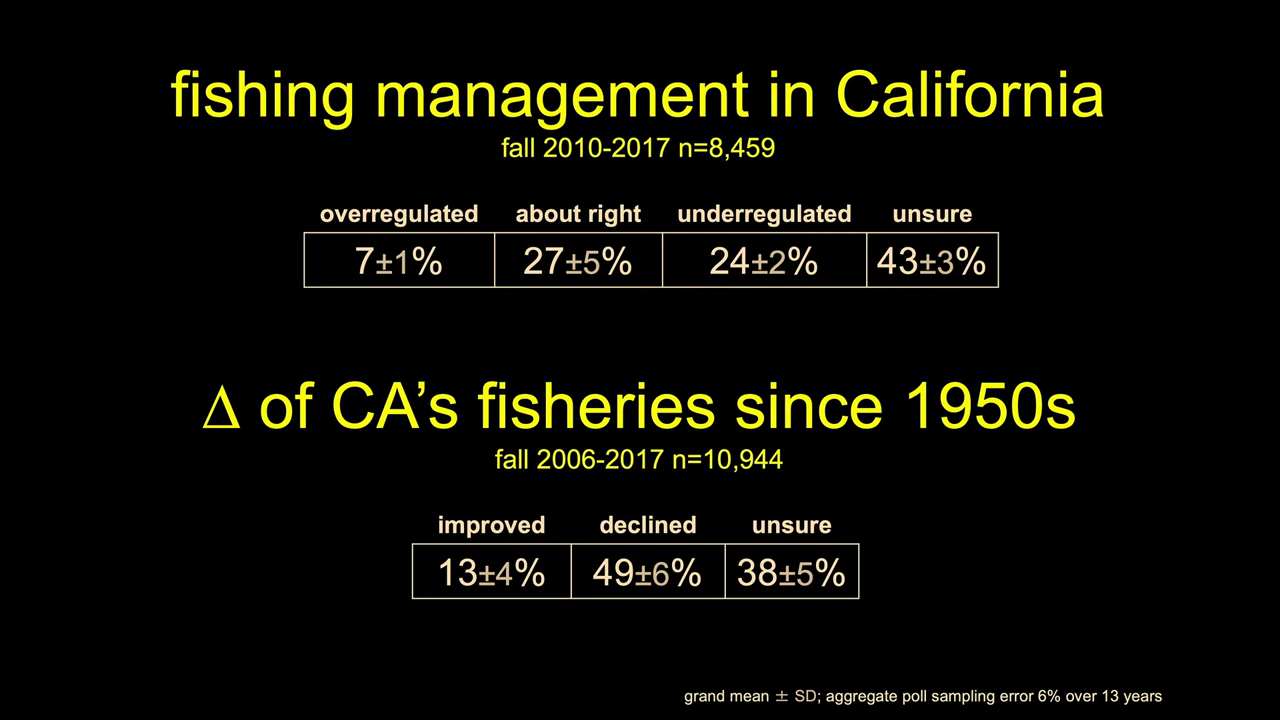 fishing management in California
fall 2010-2017 n=8,459
overregulated about right underregulated unsure
7±1% 27±5% 24±2% 43±3%
Δ of CA’s fisheries since 1950s
fall 2006-2017 n=10,944
improved declined unsure
13±4% 49±6% 38±5%
grand mean ± SD; aggregate poll sampling error 6% over 13 years